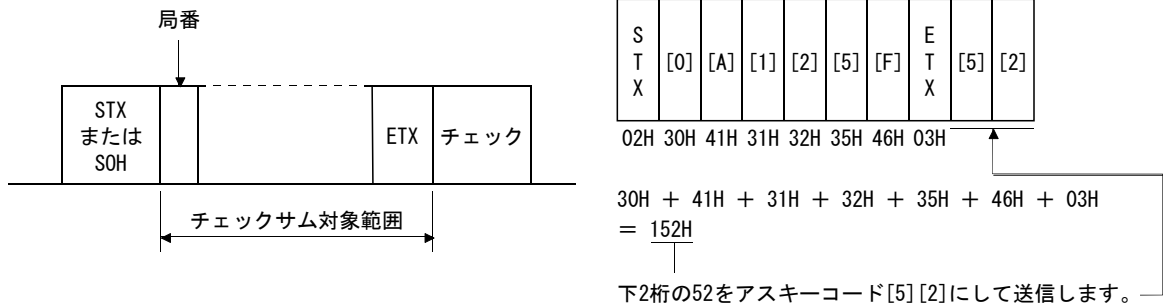 局番
STX
または
SOH
ETX
チェック
チェックサム対象範囲
S
T
X
[0] [A] [1] [2] [5] [F]
E
T
X
[5] [2]
02H 30H 41H 31H 32H 35H 46H 03H
30H + 41H + 31H + 32H + 35H + 46H + 03H
= 152H
下2桁の52をアスキーコード[5][2]にして送信します。